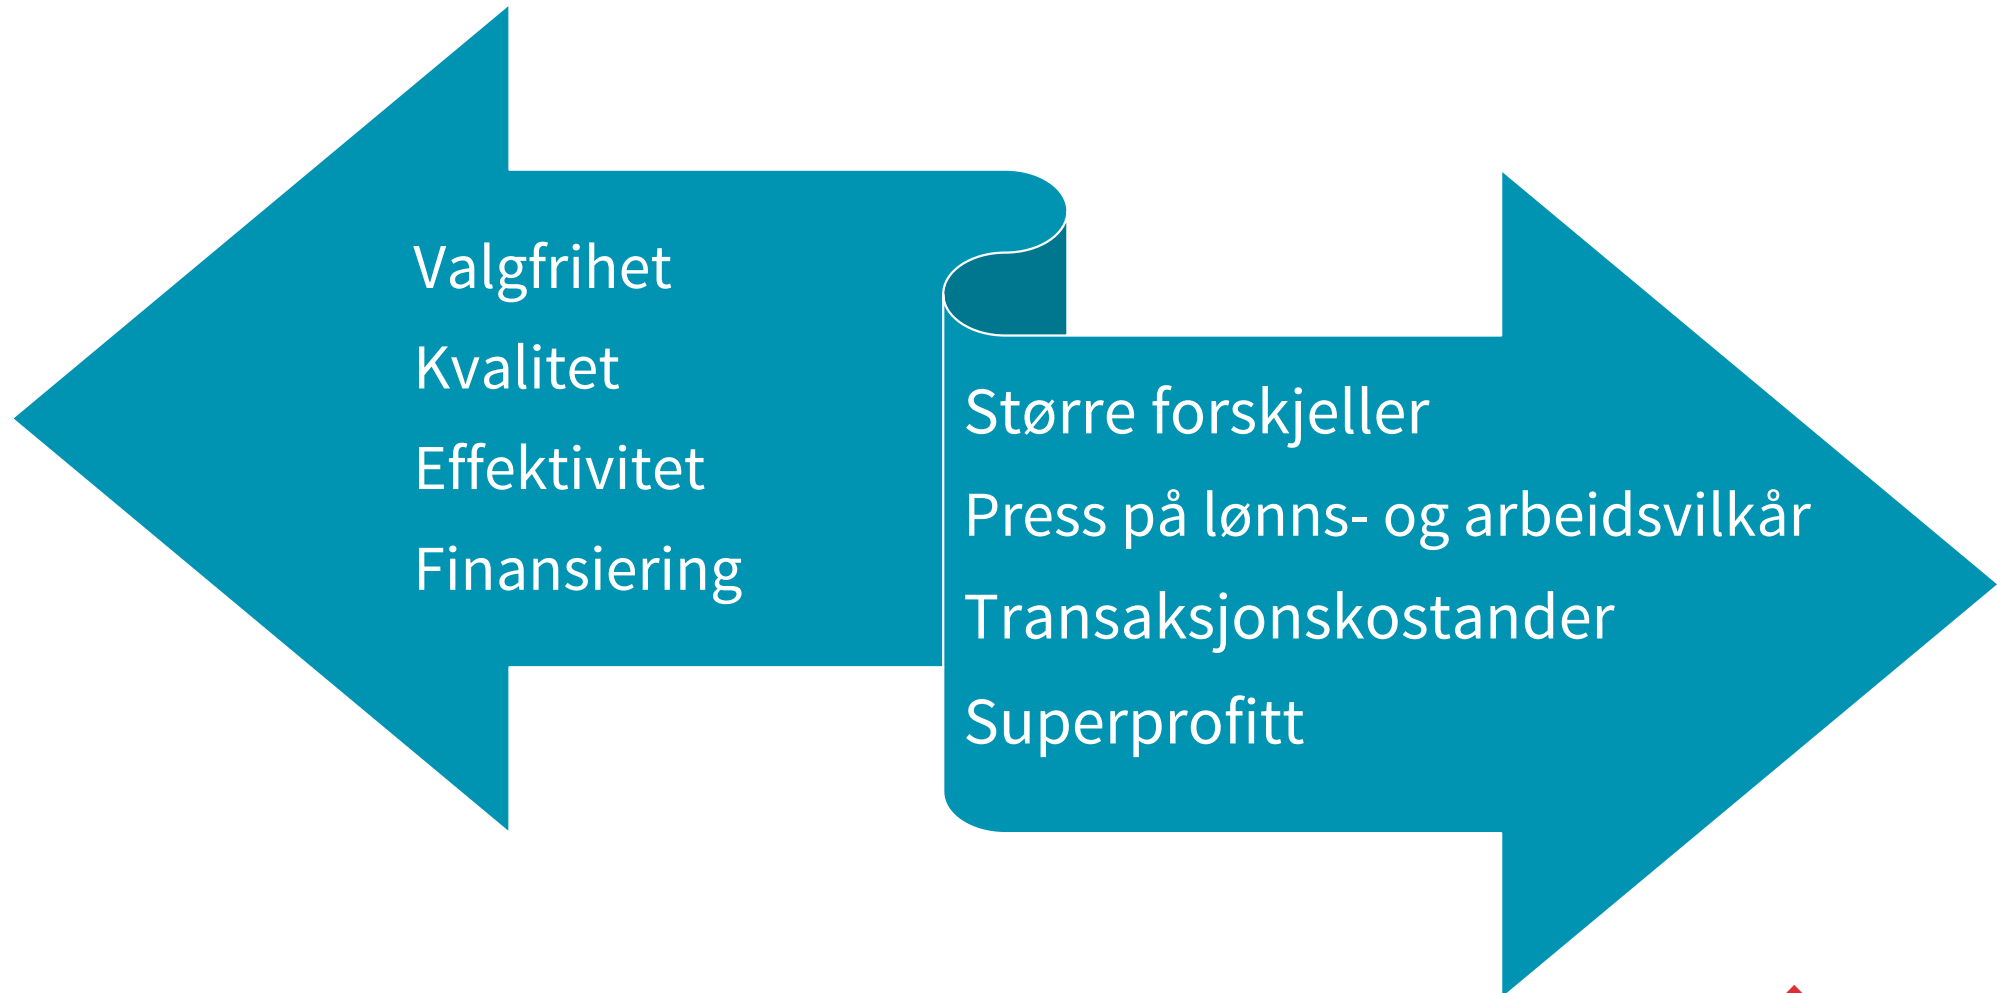 Valgfrihet
Kvalitet
Effektivitet
Finansiering
Større forskjeller
Press på lønns- og arbeidsvilkår
Transaksjonskostander
Superprofitt